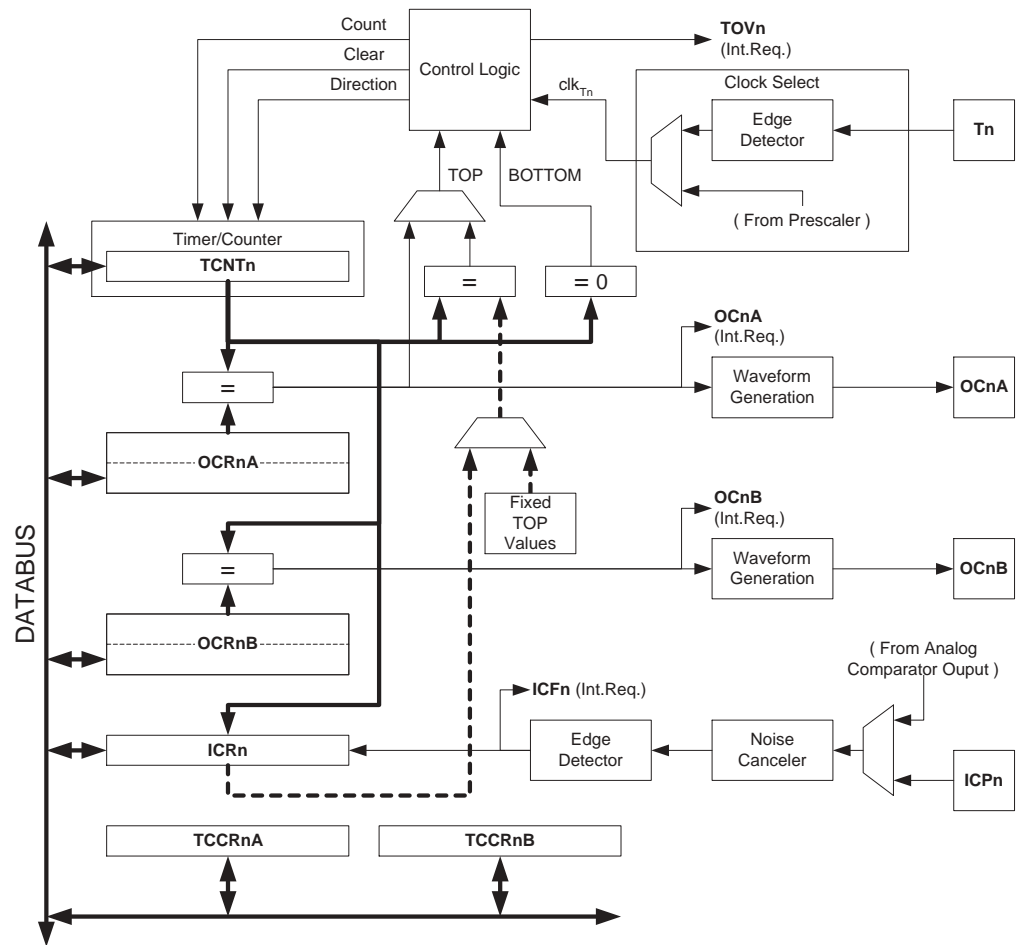 Count
Clear
Direction
Control Logic
TOVn
(Int.Req.)
clkTn
Clock Select
Edge
Detector
Tn
( From Prescaler )
TOP
BOTTOM
Timer/Counter
TCNTn
=
= 0
OCnA
(Int.Req.)
=
Waveform
Generation
OCnA
OCRnA
Fixed
TOP
Values
OCnB
(Int.Req.)
=
Waveform
Generation
OCnB
OCRnB
DATABUS
( From Analog
Comparator Ouput )
ICFn (Int.Req.)
ICRn
Edge
Detector
Noise
Canceler
ICPn
TCCRnA
TCCRnB